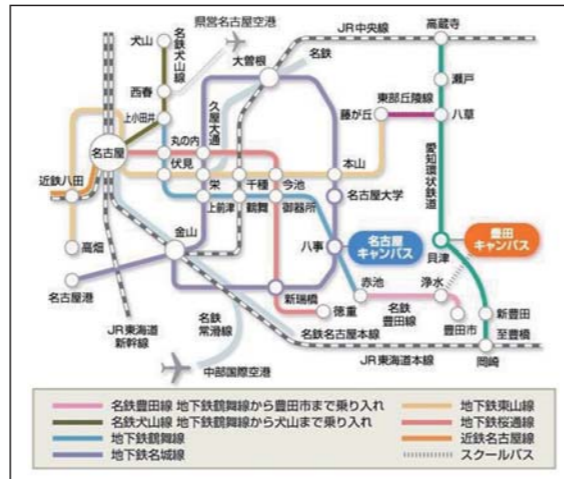 県営名古屋空港
JR中央線
高蔵寺
犬山
名鉄犬山線
大曽根
名鉄
瀬戸
西春
久屋大通
藤が丘
東部丘陵線
八草
上小田井
丸の内
名古屋
伏見
本山
愛知環状鉄道
近鉄八田
栄
千種
今池
名古屋大学
上前津
鶴舞
御器所
金山
八事
名古屋
キャンパス
豊田
キャンパス
高畑
貝津
赤池
浄水
名古屋港
新瑞橋
名鉄
豊田線
新豊田
徳重
豊田市
JR東海道
新幹線
名鉄
常滑線
名鉄名古屋本線
至豊橋
JR東海道本線
岡崎
中部国際空港
名鉄豊田線 地下鉄鶴舞線から豊田市まで乗り入れ
地下鉄東山線
名鉄犬山線 地下鉄鶴舞線から犬山まで乗り入れ
地下鉄桜通線
地下鉄鶴舞線
近鉄名古屋線
地下鉄名城線
スクールバス